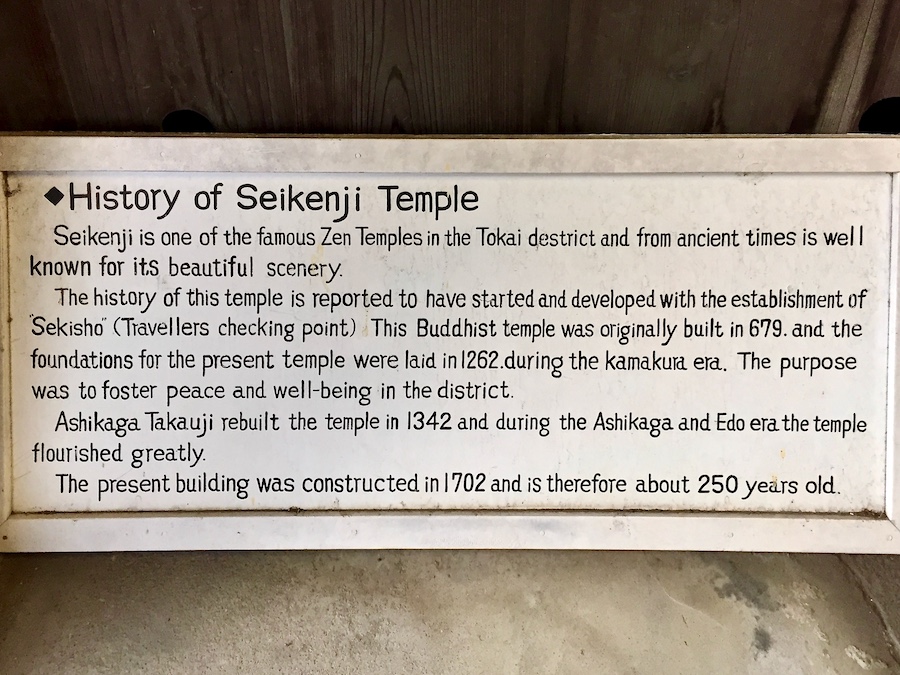 ◆History of Seikenji Temple
Seikenji is one of the famous Zen Temples in the Tokai destrict and from ancient times is well
known for its beautiful scenery.
The history of this temple is reported to have started and developed with the establishment of
"Sekisho" (Travellers checking point) This Buddhist temple was originally built in 679. and the
foundations for the present temple were laid in 1262.during the kamakura era. The purpose
was to foster peace and well-being in the district.
Ashikaga Takauji rebuilt the temple in 1342 and during the Ashikaga and Edo era the temple
flourished greatly.
The present building was constructed in 1702 and is therefore about 250 years old.